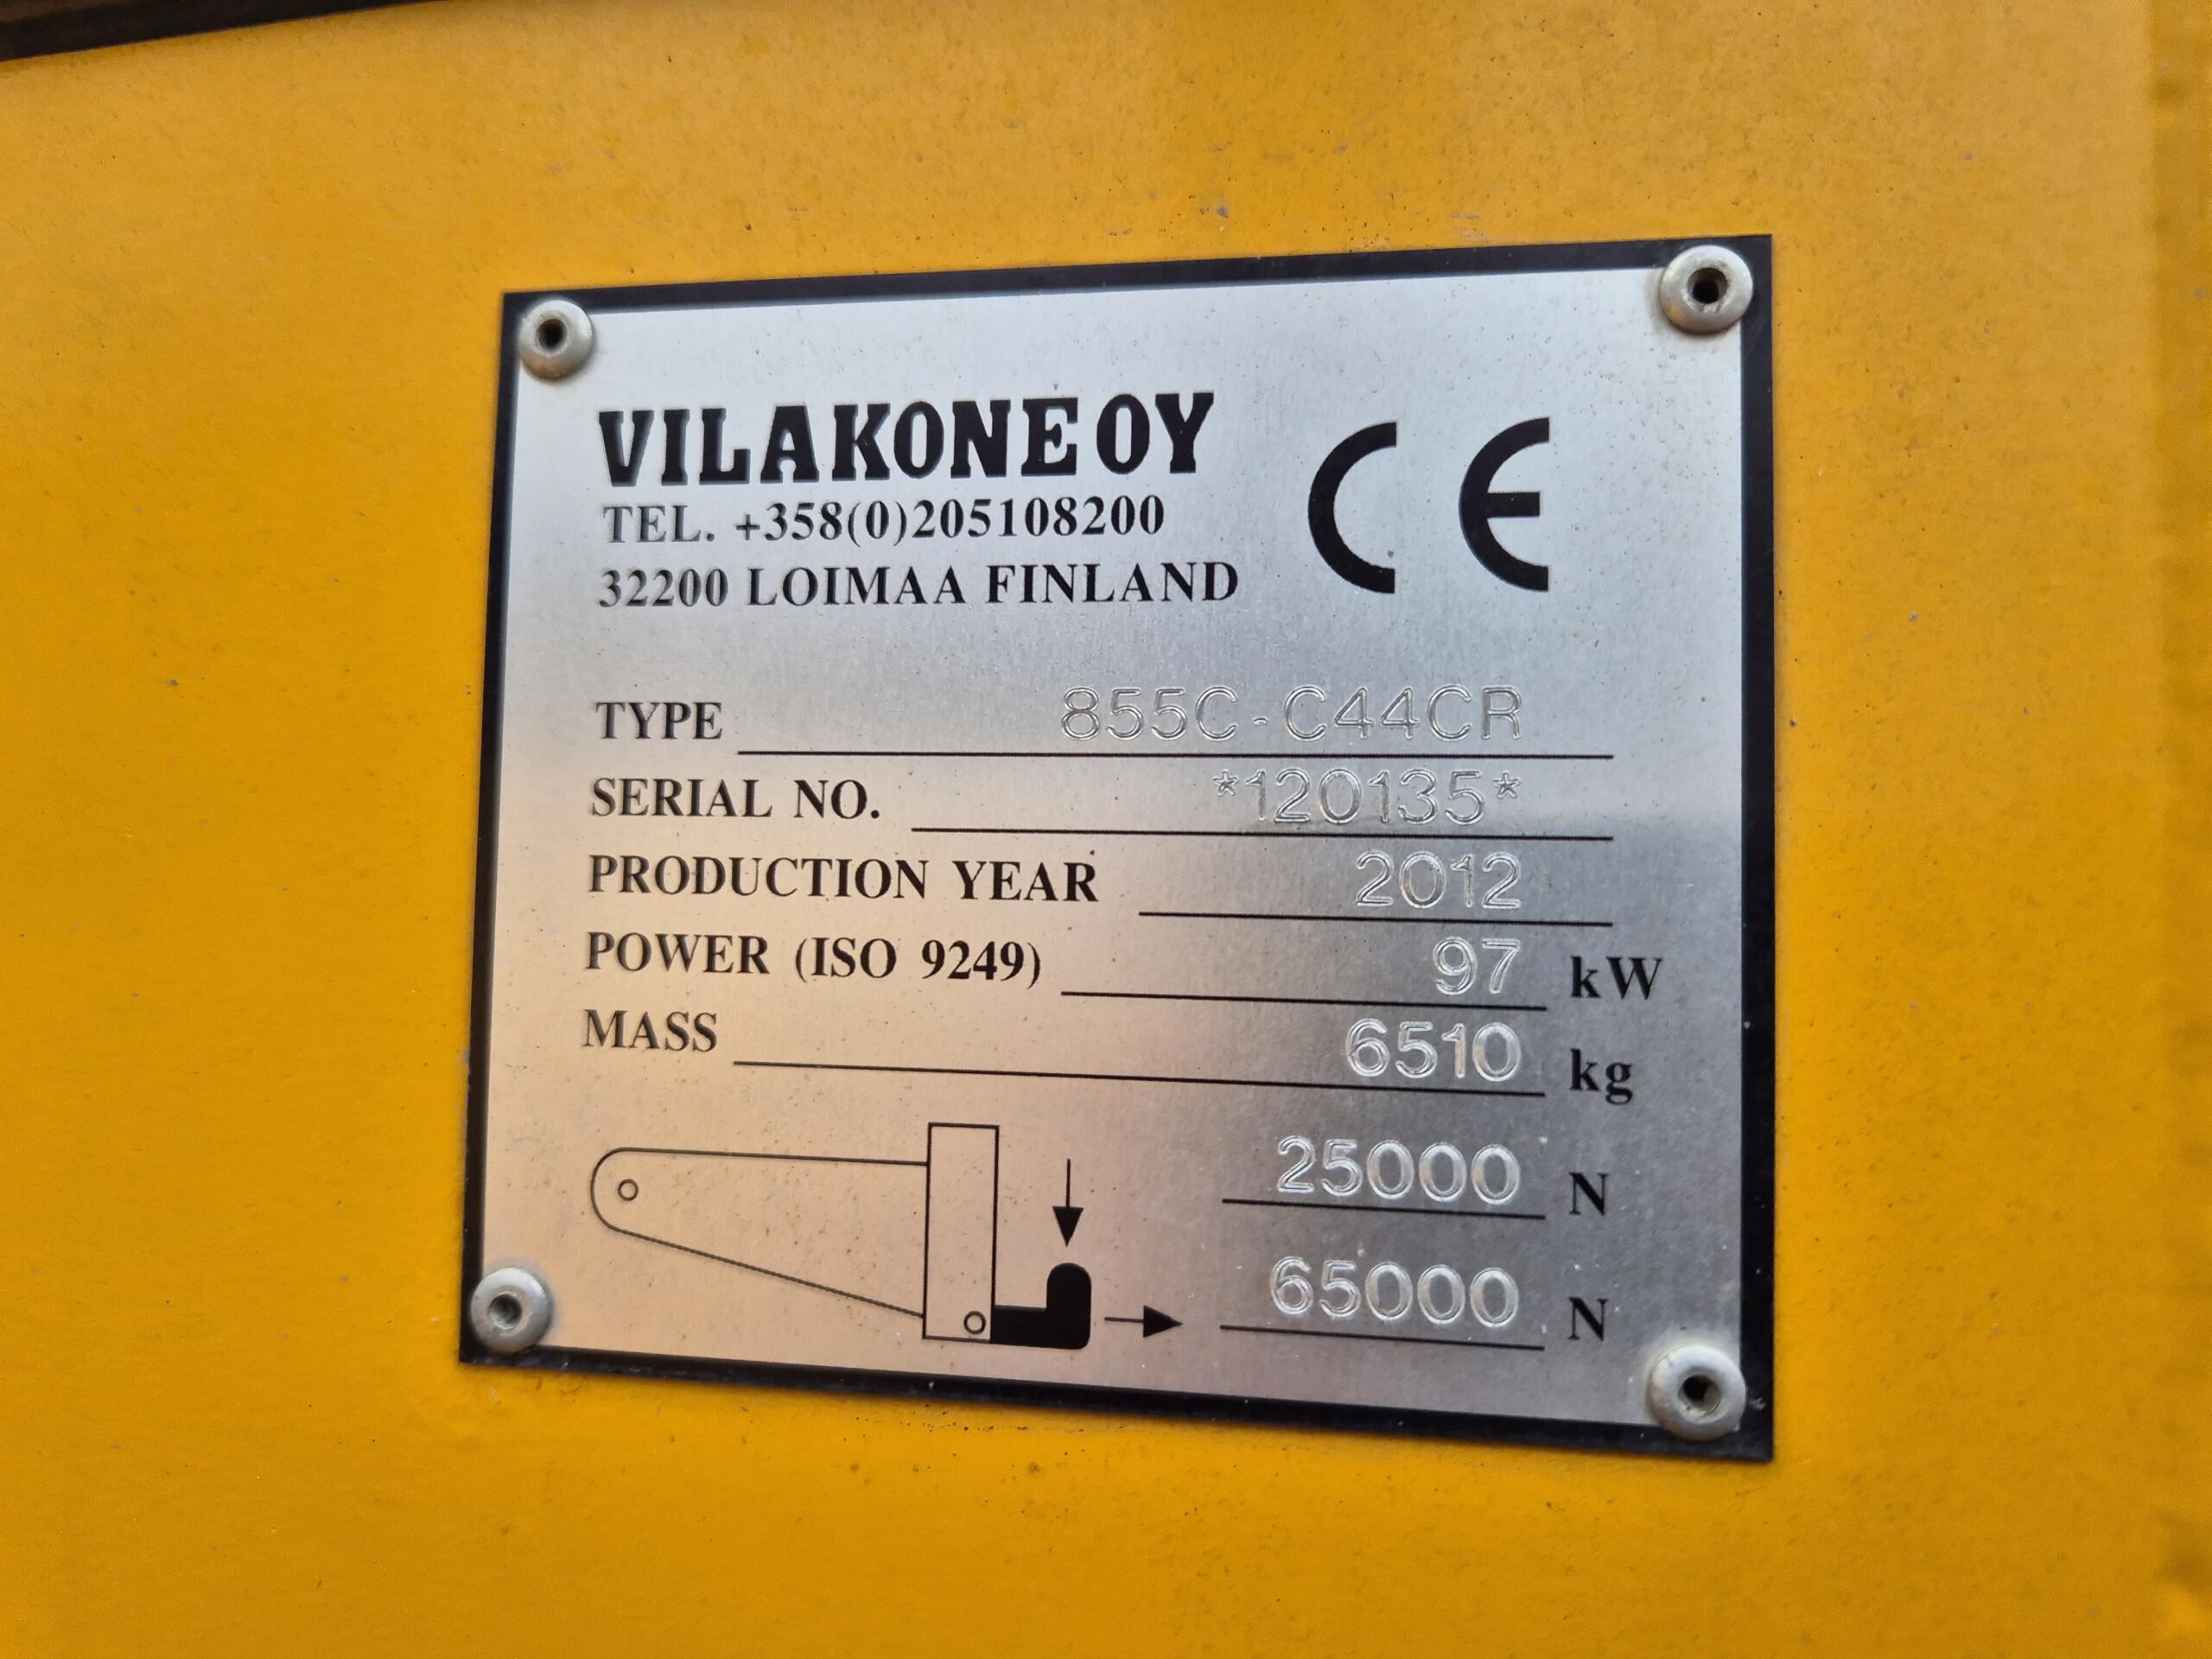 VILAKONE OY
TEL. +358(0)205108200
32200 LOIMAA FINLAND
CE
TYPE 855C-C44CR
SERIAL NO. *120135*
PRODUCTION YEAR 2012
POWER (ISO 9249) 97 kW
MASS 6510 kg
25000 N
65000 N